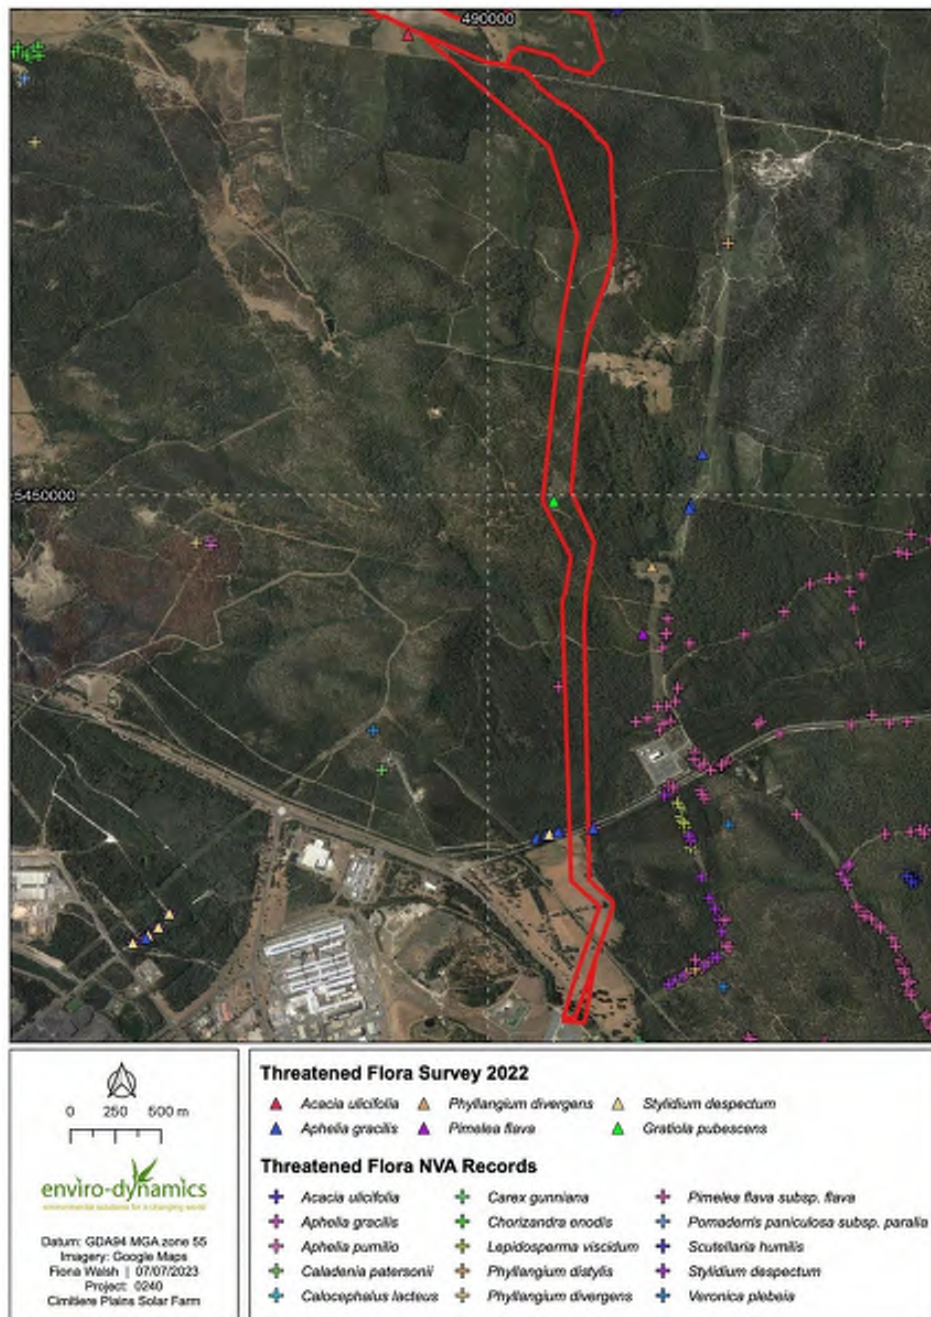 490000
5450000
0 250 500 m
enviro-dynamics
environmental solutions for a changing world
Datum: GDA94 MGA zone 55
Imagery: Google Maps
Fiona Walsh | 07/07/2023
Project: 0240
Cimitiere Plains Solar Farm
Threatened Flora Survey 2022
Acacia ulicifolia Phyllangium divergens Stylidium despectum
Aphelia gracilis Pimelea flava Gratiola pubescens
Threatened Flora NVA Records
Acacia ulicifolia Carex gunniana Pimelea flava subsp. flava
Aphelia gracilis Chorizandra enodis Pomaderris paniculosa subsp. paralia
Aphelia pumilio Lepidosperma viscidum Scutellaria humilis
Caladenia patersonii Phyllangium distylis Stylidium despectum
Calocephalus lacteus Phyllangium divergens Veronica plebeia